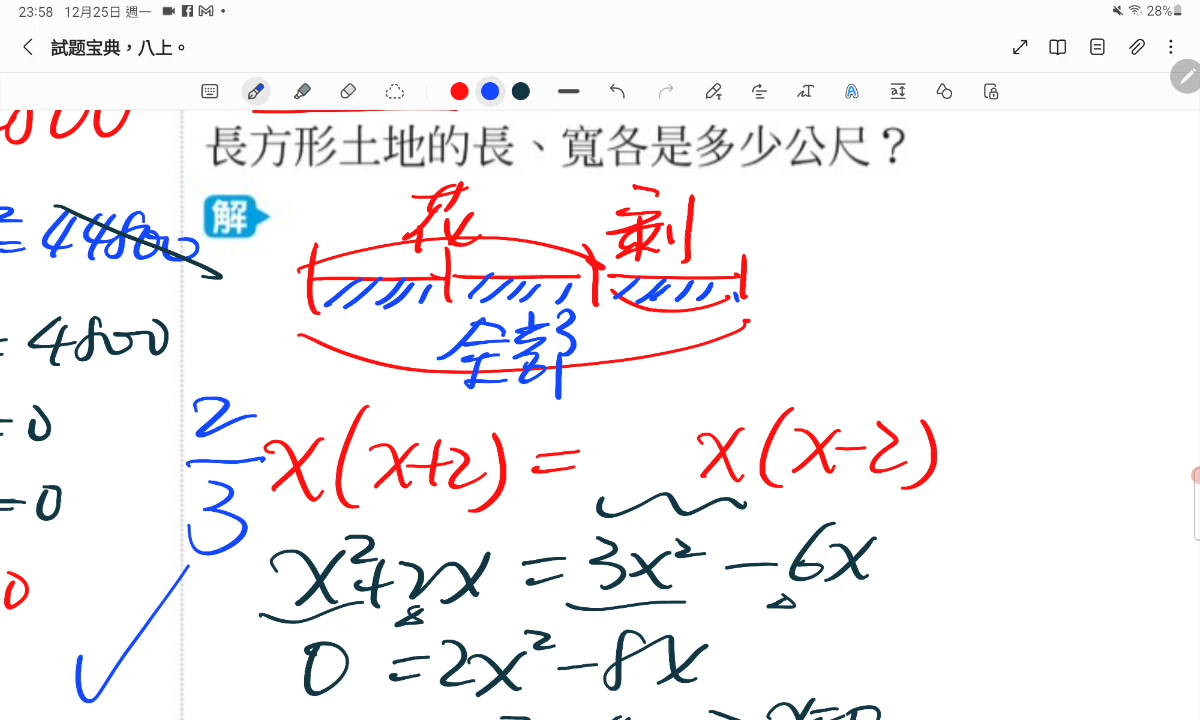 23:58 12月25日 週一 28%
試题宝典，八上。
長方形土地的長、寬各是多少公尺？
解
花 剩
全部
= 44800
= 4800
= 0
= 0
0
2/3
x(x+2) = x(x-2)
x²+2x = 3x² - 6x
0 = 2x² - 8x